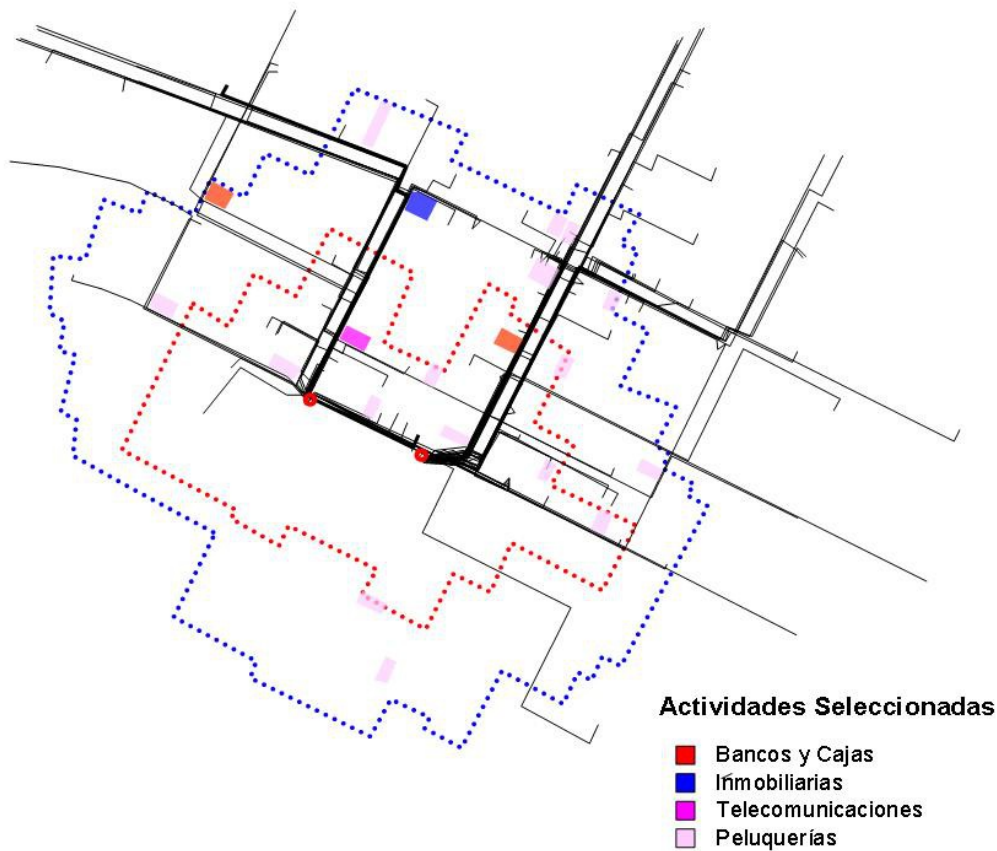 Actividades Seleccionadas
Bancos y Cajas
Inmobiliarias
Telecomunicaciones
Peluquerías